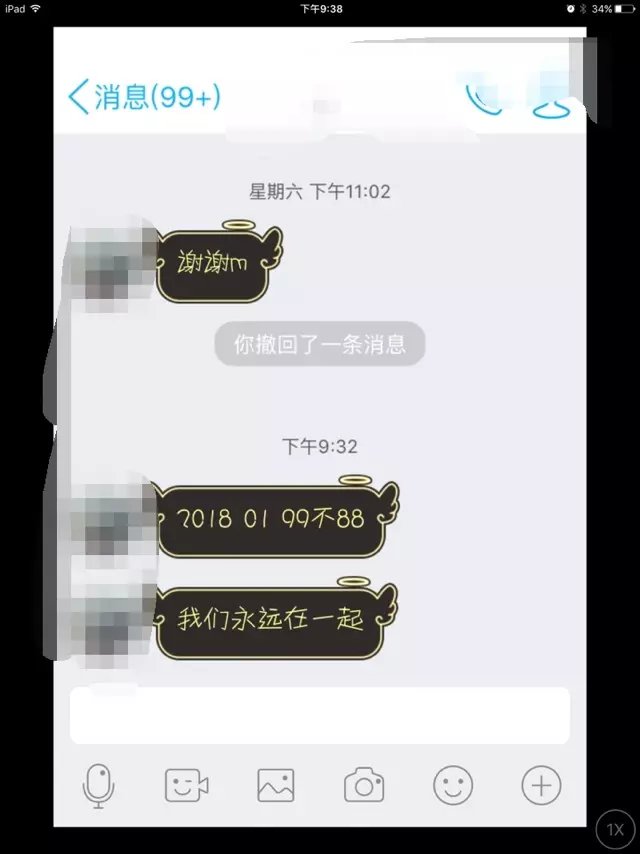 iPad 下午9:38 34%
消息(99+)
星期六 下午11:02
谢谢m
你撤回了一条消息
下午9:32
2018 01 99不88
我们永远在一起
1X